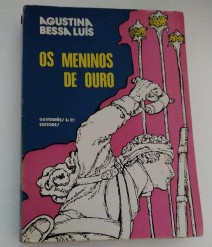 AGUSTINA
BESSA LUÍS
OS MENINOS
DE OURO
GUIMARÃES & Cª
EDITORES